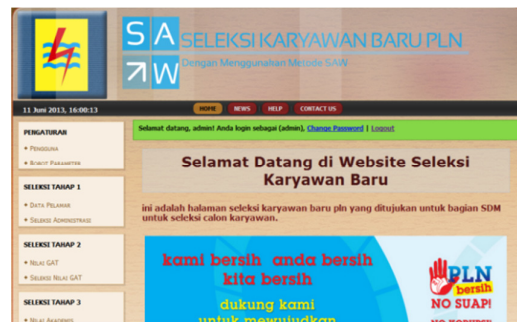 S A SELEKSI KARYAWAN BARU PLN
W Dengan Menggunakan Metode SAW
11 Juni 2013, 16:00:13
HOME NEWS HELP CONTACT US
PENGATURAN
Selamat datang, admin! Anda login sebagai (admin), Change Password | Logout
PENGGUNA
BOBOT PARAMETER
Selamat Datang di Website Seleksi
Karyawan Baru
SELEKSI TAHAP 1
DATA PELAMAR
SELEKSI ADMINISTRASI
ini adalah halaman seleksi karyawan baru pln yang ditujukan untuk bagian SDM
untuk seleksi calon karyawan.
SELEKSI TAHAP 2
NILAI GAT
SELEKSI NILAI GAT
SELEKSI TAHAP 3
NILAI AKADEMIS
kami bersih anda bersih
kita bersih
dukung kami
untuk mewujudkan
PLN
bersih
NO SUAP!
NO KORUPSI